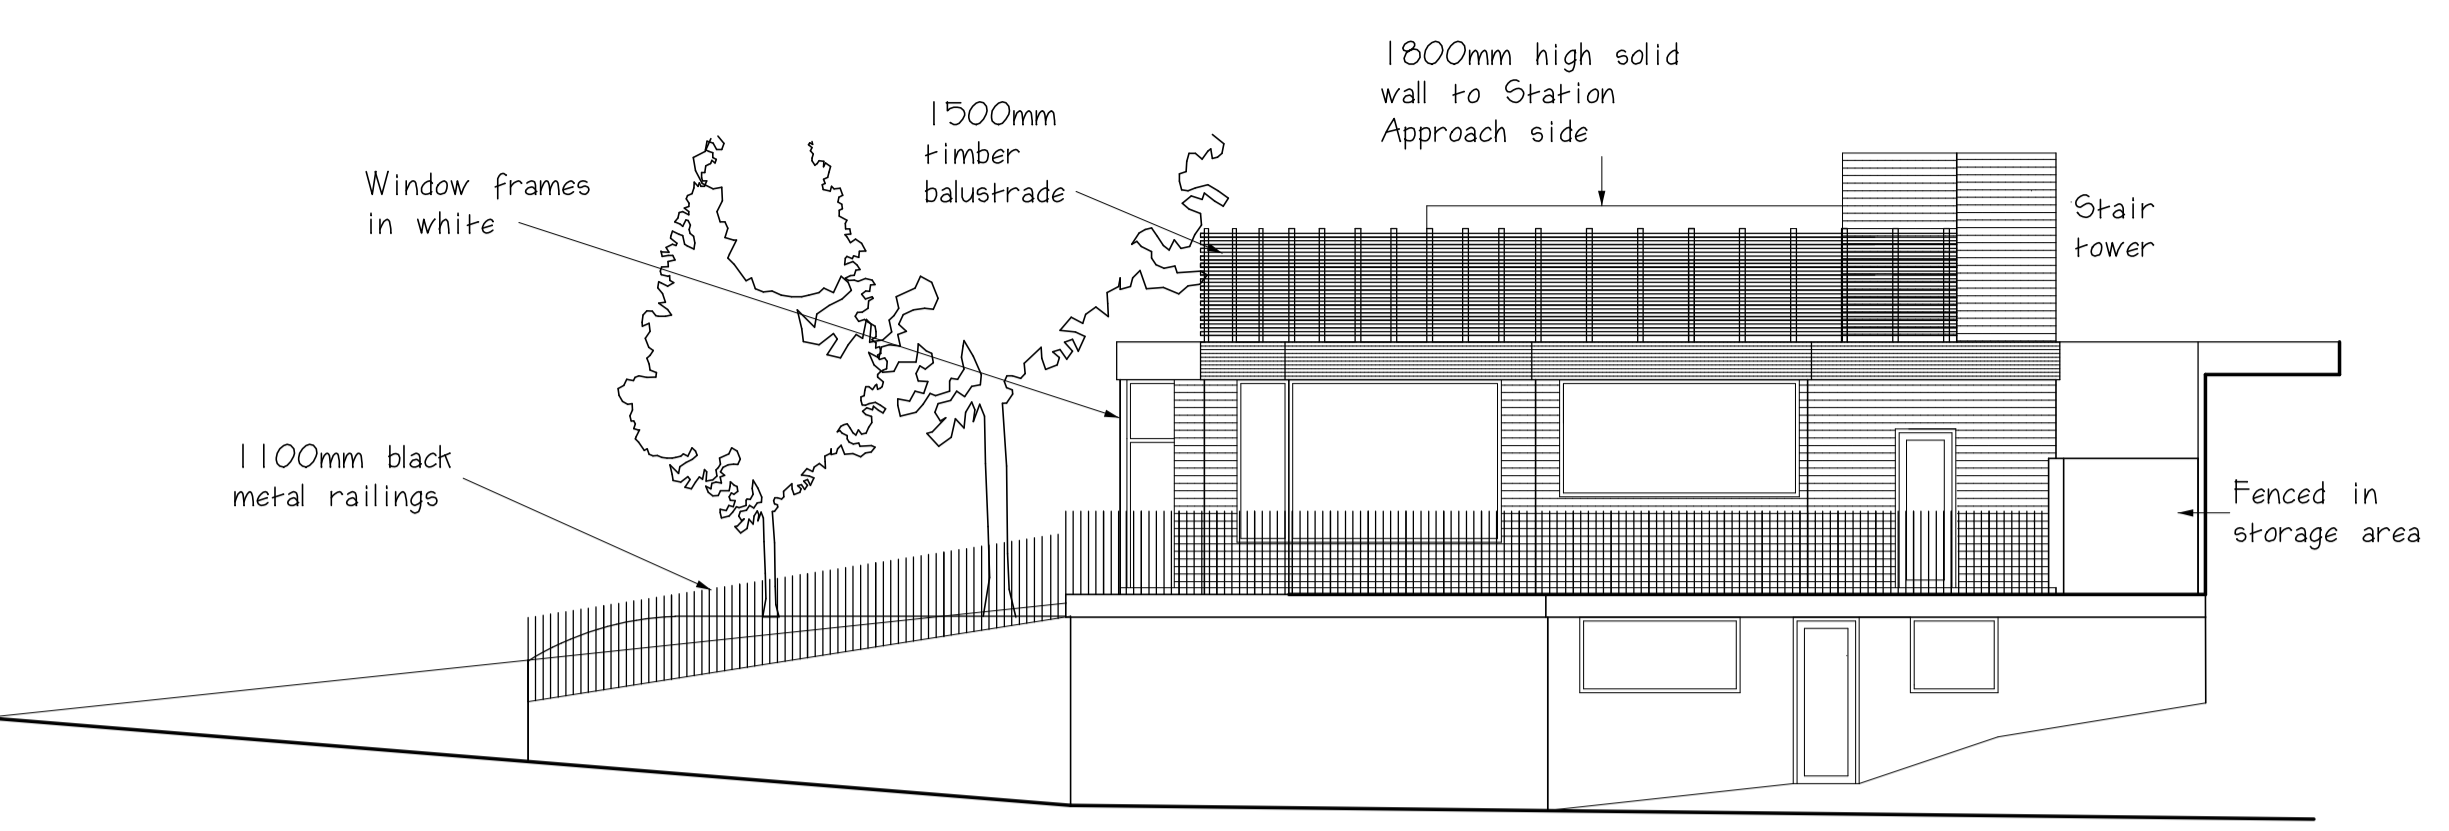 1800mm high solid
wall to Station
Approach side
1500mm
timber
balustrade
Window frames
in white
Stair
tower
1100mm black
metal railings
Fenced in
storage area